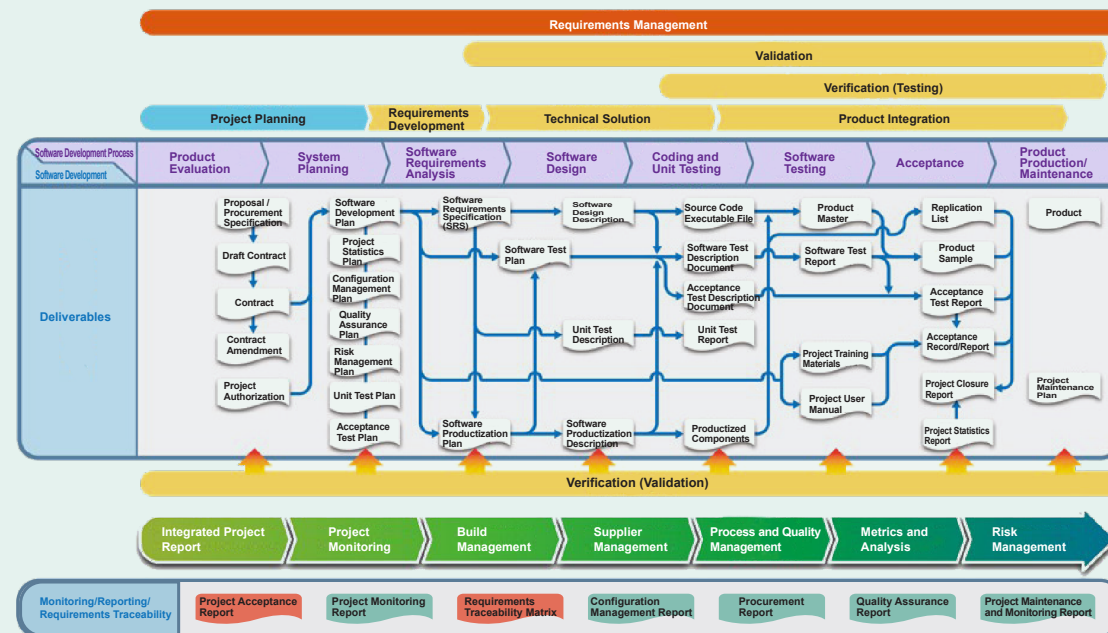 Requirements Management
Validation
Verification (Testing)
Project Planning
Requirements
Development
Technical Solution
Product Integration
Software Development Process
Software Development
Product
Evaluation
System
Planning
Software
Requirements
Analysis
Software
Design
Coding and
Unit Testing
Software
Testing
Acceptance
Product
Production/
Maintenance
Deliverables
Proposal /
Procurement
Specification
Draft Contract
Contract
Contract
Amendment
Project
Authorization
Software
Development
Plan
Project
Statistics
Plan
Configuration
Management
Plan
Quality
Assurance
Plan
Risk
Management
Plan
Unit Test Plan
Acceptance
Test Plan
Software
Requirements
Specification
(SRS)
Software Test
Plan
Software
Productization
Plan
Software
Design
Description
Unit Test
Description
Software
Productization
Description
Source Code
Executable File
Software Test
Description
Document
Acceptance
Test Description
Document
Unit Test
Report
Productized
Components
Product
Master
Software Test
Report
Project Training
Materials
Project User
Manual
Replication
List
Product
Sample
Acceptance
Test Report
Acceptance
Record/Report
Project Closure
Report
Project Statistics
Report
Product
Project
Maintenance
Plan
Verification (Validation)
Integrated Project
Report
Project
Monitoring
Build
Management
Supplier
Management
Process and Quality
Management
Metrics and
Analysis
Risk
Management
Monitoring/Reporting/
Requirements Traceability
Project Acceptance
Report
Project Monitoring
Report
Requirements
Traceability Matrix
Configuration
Management Report
Procurement
Report
Quality Assurance
Report
Project Maintenance
and Monitoring Report